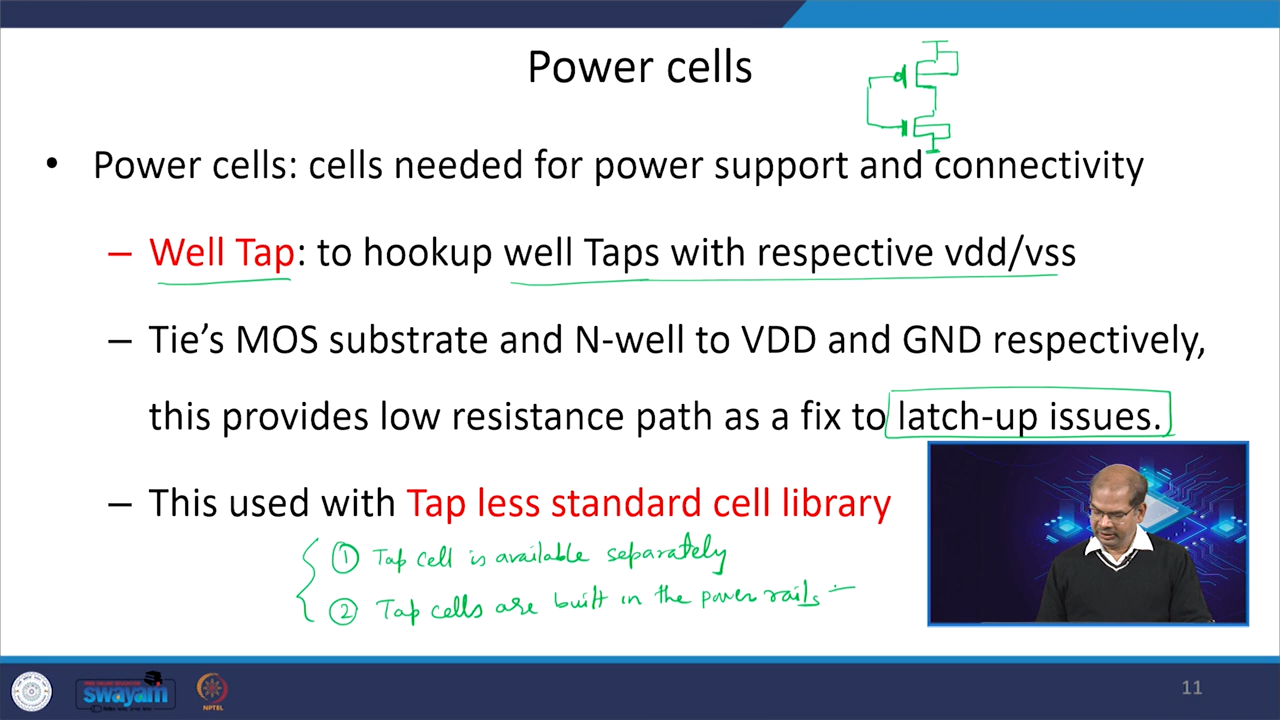 Power cells
• Power cells: cells needed for power support and connectivity
– Well Tap: to hookup well Taps with respective vdd/vss
– Tie’s MOS substrate and N-well to VDD and GND respectively,
this provides low resistance path as a fix to latch-up issues.
– This used with Tap less standard cell library
① Tap cell is available separately
② Tap cells are built in the power rails
swayam
NPTEL
11